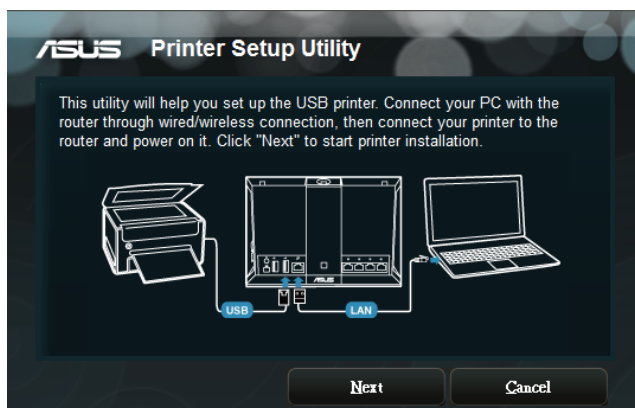 ASUS Printer Setup Utility
This utility will help you set up the USB printer. Connect your PC with the
router through wired/wireless connection, then connect your printer to the
router and power on it. Click "Next" to start printer installation.
ASUS
USB
LAN
Next
Cancel